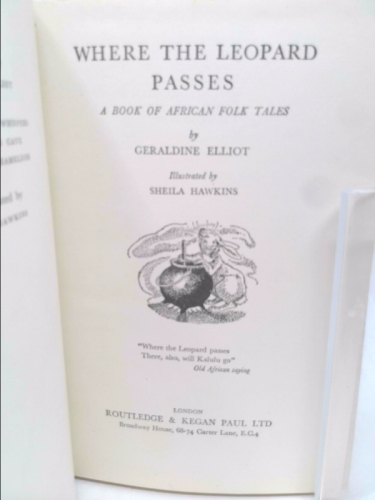 WHERE THE LEOPARD
PASSES
A BOOK OF AFRICAN FOLK TALES
by
GERALDINE ELLIOT
Illustrated by
SHEILA HAWKINS
"Where the Leopard passes
There, also, will Kalulu go"
Old African saying
LONDON
ROUTLEDGE & KEGAN PAUL LTD
Broadway House, 68-74 Carter Lane, E.C.4